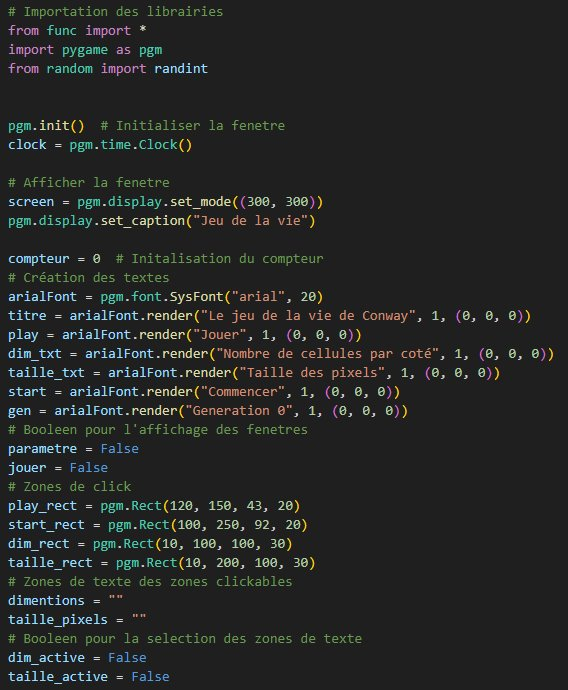 # Importation des librairies
from func import *
import pygame as pgm
from random import randint
pgm.init()  # Initialiser la fenetre
clock = pgm.time.Clock()
# Afficher la fenetre
screen = pgm.display.set_mode((300, 300))
pgm.display.set_caption("Jeu de la vie")
compteur = 0  # Initalisation du compteur
# Création des textes
arialFont = pgm.font.SysFont("arial", 20)
titre = arialFont.render("Le jeu de la vie de Conway", 1, (0, 0, 0))
play = arialFont.render("Jouer", 1, (0, 0, 0))
dim_txt = arialFont.render("Nombre de cellules par coté", 1, (0, 0, 0))
taille_txt = arialFont.render("Taille des pixels", 1, (0, 0, 0))
start = arialFont.render("Commencer", 1, (0, 0, 0))
gen = arialFont.render("Generation 0", 1, (0, 0, 0))
# Booleen pour l'affichage des fenetres
parametre = False
jouer = False
# Zones de click
play_rect = pgm.Rect(120, 150, 43, 20)
start_rect = pgm.Rect(100, 250, 92, 20)
dim_rect = pgm.Rect(10, 100, 100, 30)
taille_rect = pgm.Rect(10, 200, 100, 30)
# Zones de texte des zones clickables
dimentions = ""
taille_pixels = ""
# Booleen pour la selection des zones de texte
dim_active = False
taille_active = False